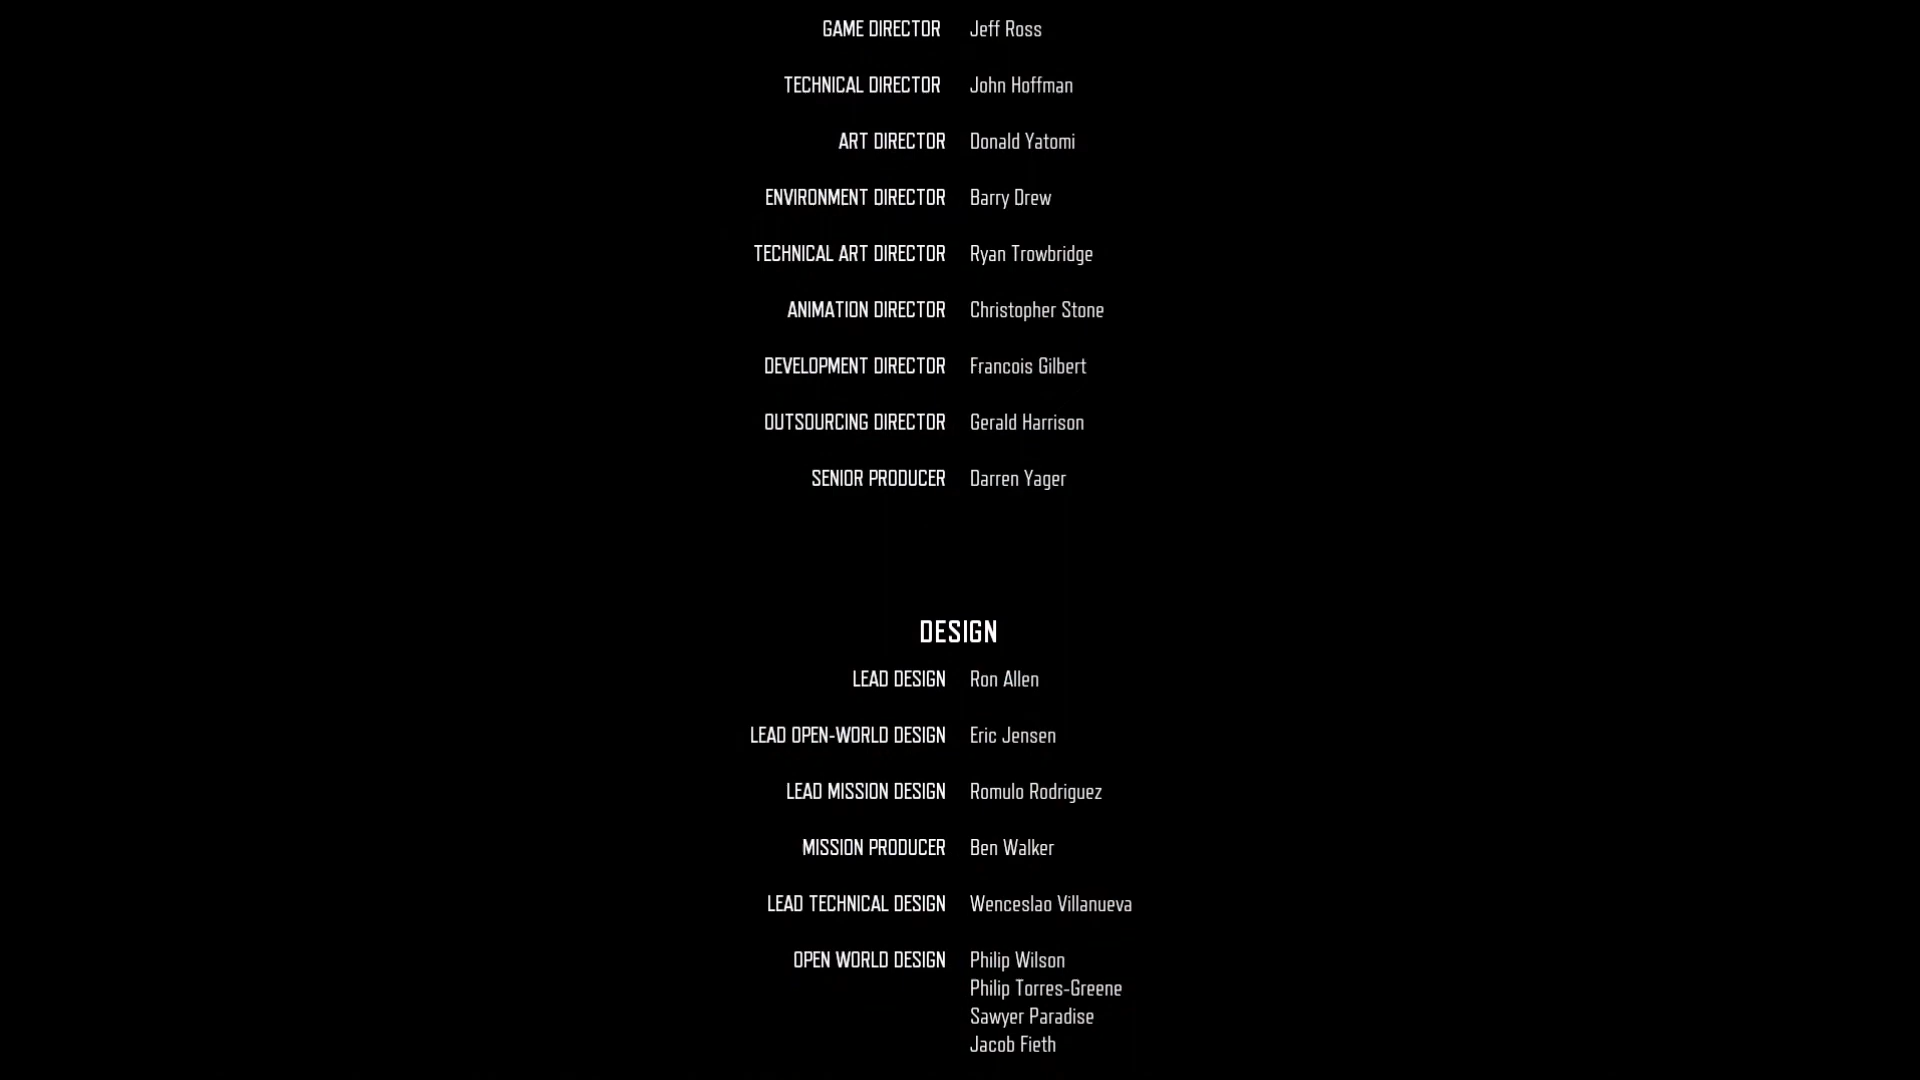 GAME DIRECTOR Jeff Ross
TECHNICAL DIRECTOR John Hoffman
ART DIRECTOR Donald Yatomi
ENVIRONMENT DIRECTOR Barry Drew
TECHNICAL ART DIRECTOR Ryan Trowbridge
ANIMATION DIRECTOR Christopher Stone
DEVELOPMENT DIRECTOR Francois Gilbert
OUTSOURCING DIRECTOR Gerald Harrison
SENIOR PRODUCER Darren Yager
DESIGN
LEAD DESIGN Ron Allen
LEAD OPEN-WORLD DESIGN Eric Jensen
LEAD MISSION DESIGN Romulo Rodriguez
MISSION PRODUCER Ben Walker
LEAD TECHNICAL DESIGN Wenceslao Villanueva
OPEN WORLD DESIGN Philip Wilson
Philip Torres-Greene
Sawyer Paradise
Jacob Fieth